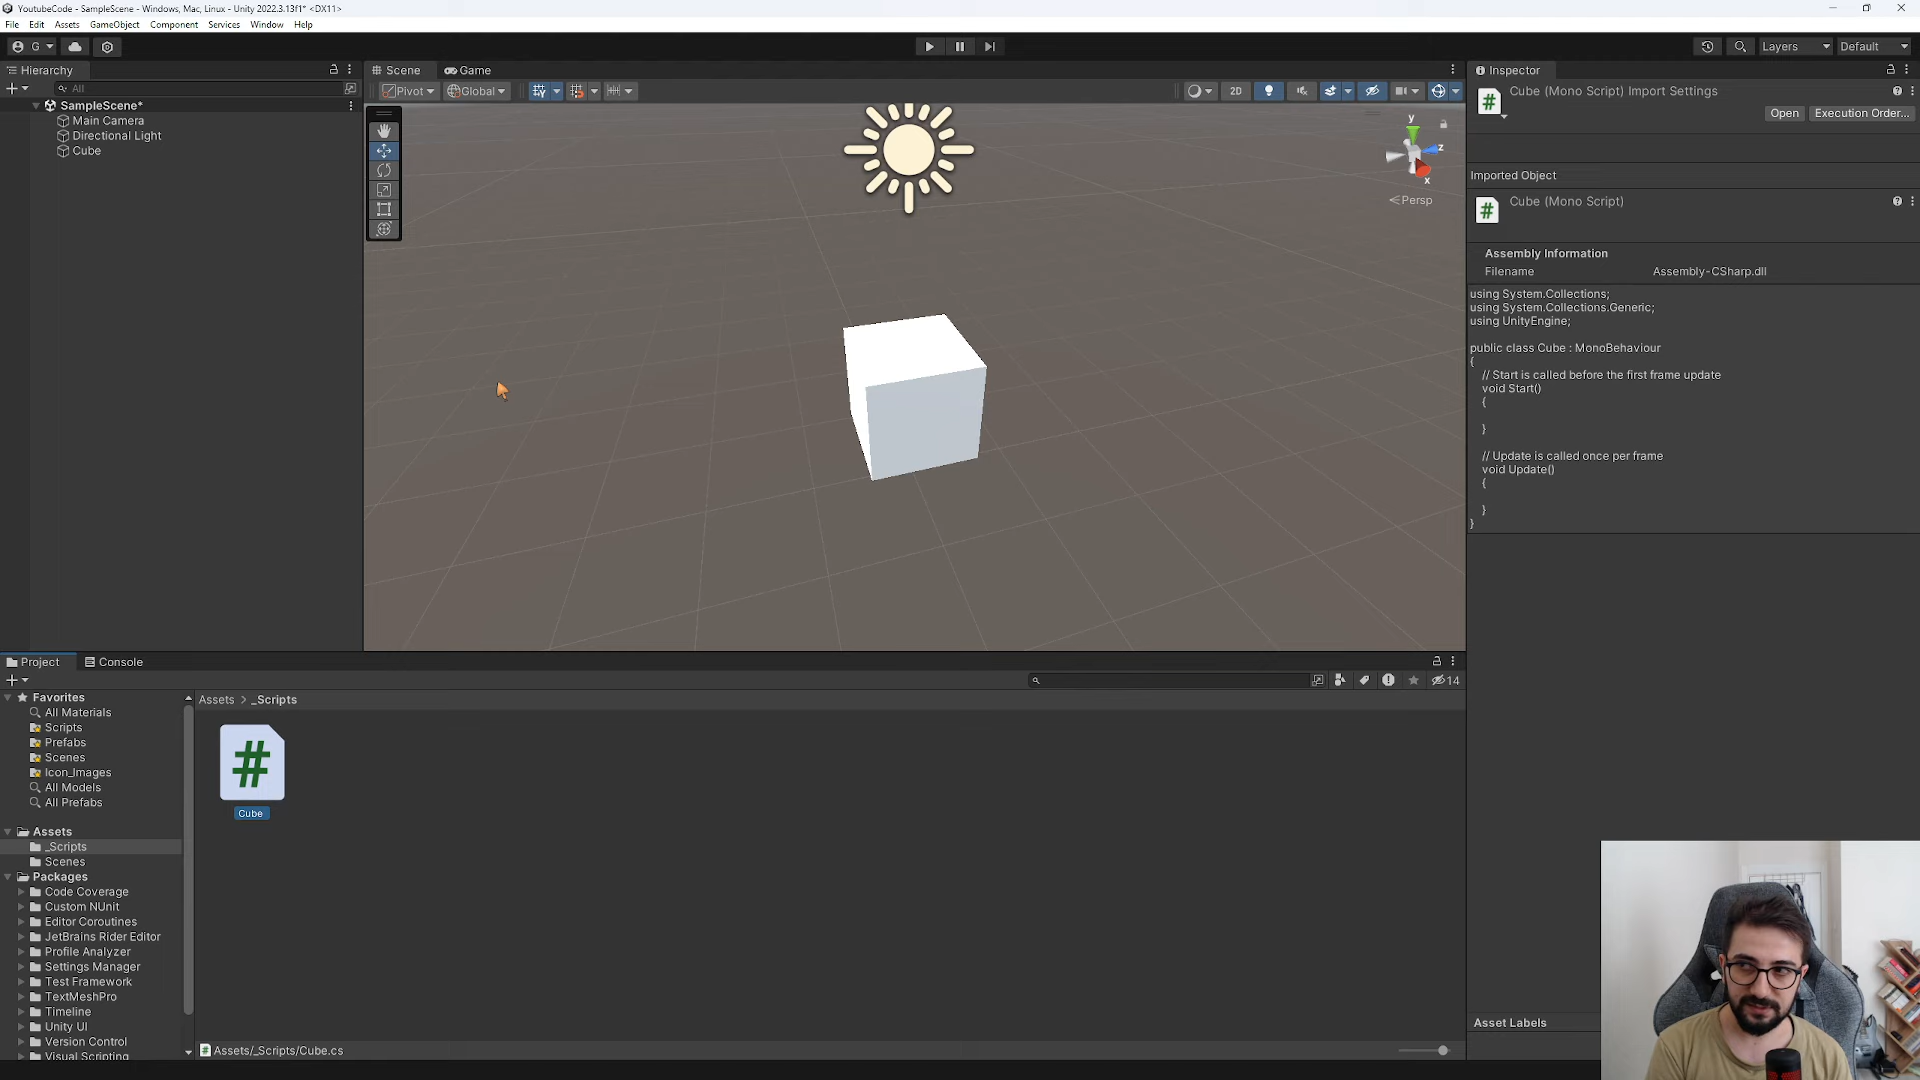 YoutubeCode - SampleScene - Windows, Mac, Linux - Unity 2022.3.13f1* <DX11>
File Edit Assets GameObject Component Services Window Help
G
Layers
Default
Hierarchy
All
SampleScene*
Main Camera
Directional Light
Cube
Scene
Game
Pivot
Global
2D
y
z
x
Persp
Inspector
Cube (Mono Script) Import Settings
Open
Execution Order...
Imported Object
Cube (Mono Script)
Assembly Information
Filename Assembly-CSharp.dll
using System.Collections;
using System.Collections.Generic;
using UnityEngine;
public class Cube : MonoBehaviour
{
// Start is called before the first frame update
void Start()
{
}
// Update is called once per frame
void Update()
{
}
}
Asset Labels
Project
Console
14
Favorites
All Materials
Scripts
Prefabs
Scenes
Icon_Images
All Models
All Prefabs
Assets
_Scripts
Scenes
Packages
Code Coverage
Custom NUnit
Editor Coroutines
JetBrains Rider Editor
Profile Analyzer
Settings Manager
Test Framework
TextMeshPro
Timeline
Unity UI
Version Control
Visual Scripting
Assets > _Scripts
#
Cube
Assets/_Scripts/Cube.cs